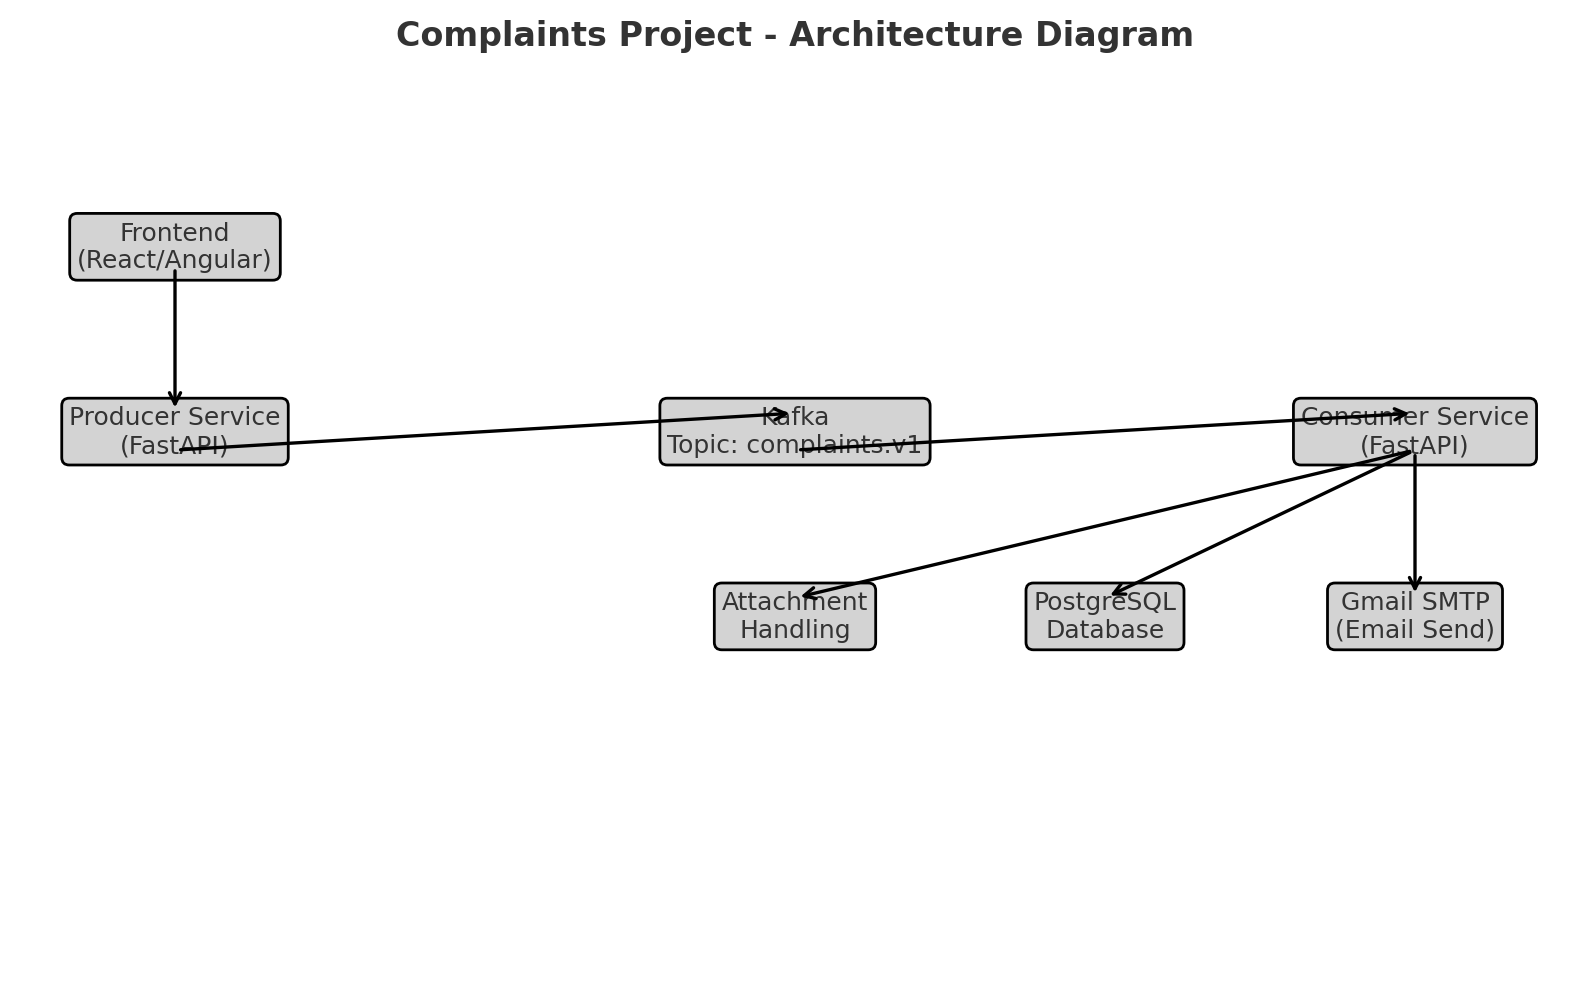 Complaints Project - Architecture Diagram
Frontend
(React/Angular)
Producer Service
(FastAPI)
Kafka
Topic: complaints.v1
Consumer Service
(FastAPI)
Attachment
Handling
PostgreSQL
Database
Gmail SMTP
(Email Send)